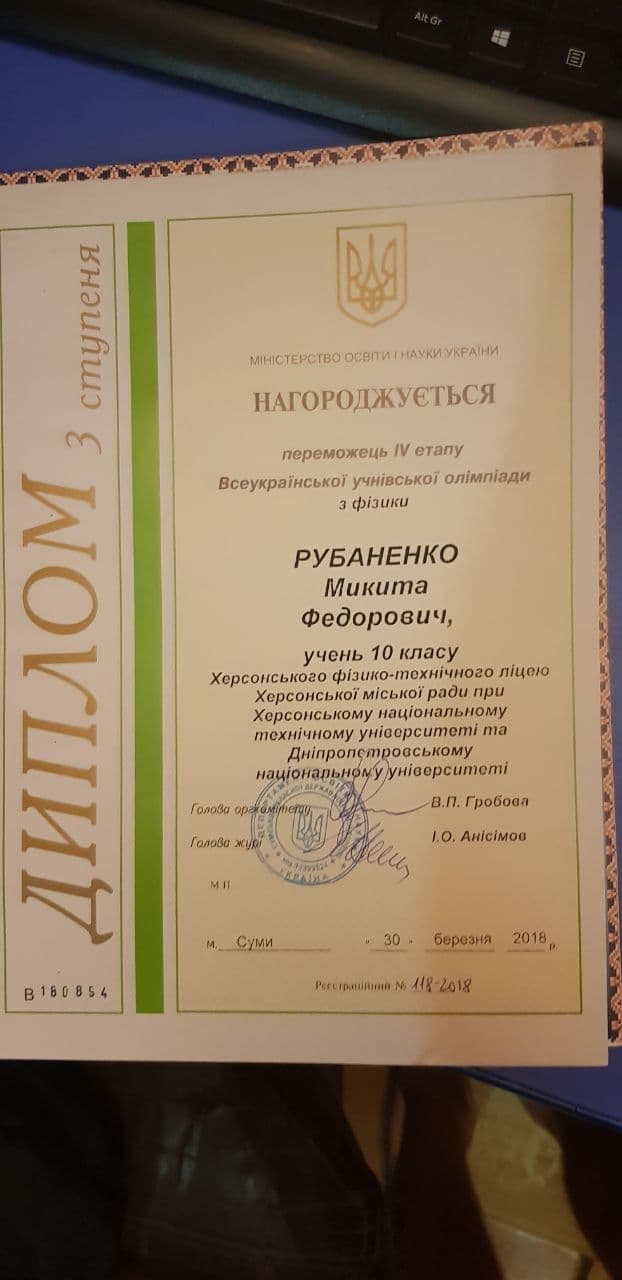 Alt Gr
ДИПЛОМ 3 ступеня
В 180854
МІНІСТЕРСТВО ОСВІТИ І НАУКИ УКРАЇНИ
НАГОРОДЖУЄТЬСЯ
переможець IV етапу
Всеукраїнської учнівської олімпіади
з фізики
РУБАНЕНКО
Микита
Федорович,
учень 10 класу
Херсонського фізико-технічного ліцею
Херсонської міської ради при
Херсонському національному
технічному університеті та
Дніпропетровському
національному університеті
Голова оргкомітету В.П. Гробова
Голова журі І.О. Анісімов
М.П
УКРАЇНА
м. Суми " 30 " березня 2018 р.
Реєстраційний № 118-2018